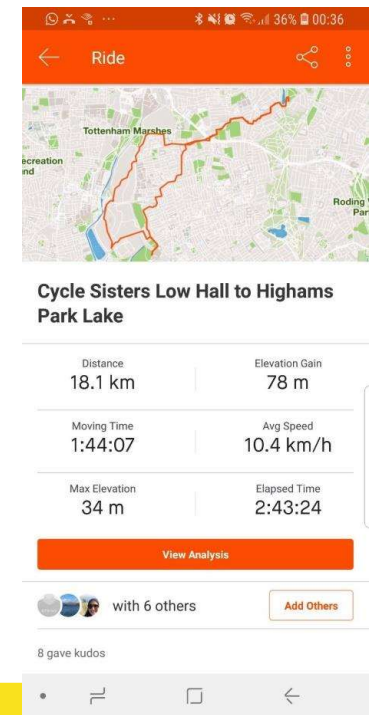 36% 00:36
Ride
Tottenham Marshes
ecreation
nd
Roding
Par
Cycle Sisters Low Hall to Highams
Park Lake
Distance
Elevation Gain
18.1 km
78 m
Moving Time
Avg Speed
1:44:07
10.4 km/h
Max Elevation
Elapsed Time
34 m
2:43:24
View Analysis
with 6 others
Add Others
8 gave kudos